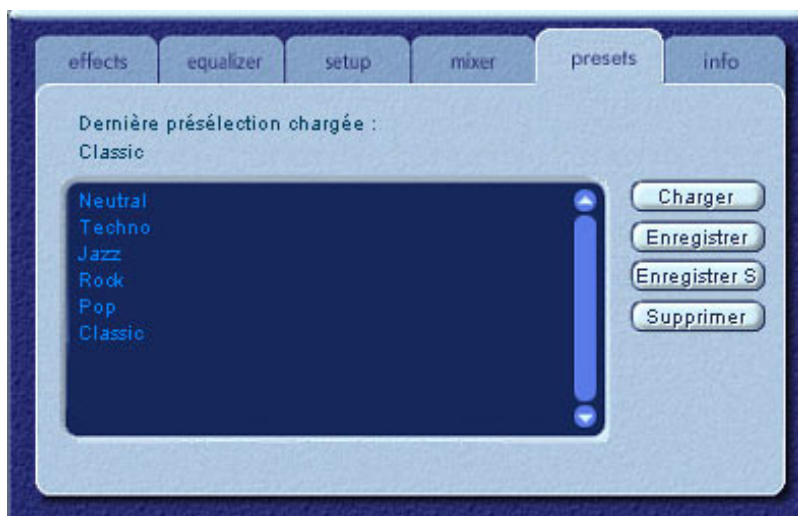 effects equalizer setup mixer presets info
Dernière présélection chargée :
Classic
Neutral
Techno
Jazz
Rock
Pop
Classic
Charger
Enregistrer
Enregistrer S
Supprimer